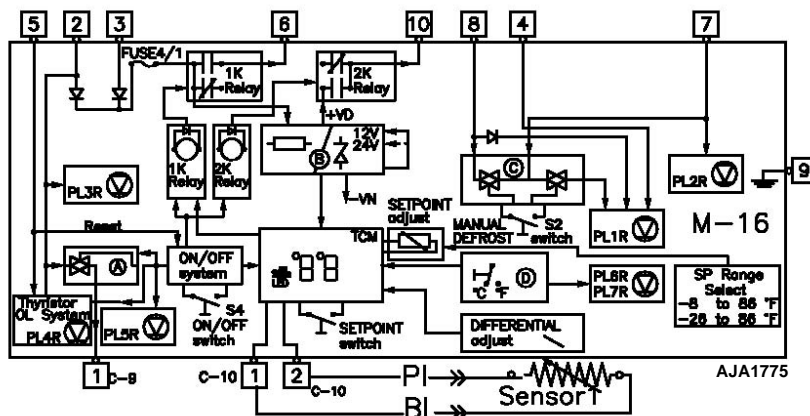 5 2 3 6 10 8 4 7
FUSE4/1
1K
Relay
2K
Relay
+VD
12V
24V
B
-VN
1K
Relay
2K
Relay
PL3R
C
PL2R
9
Reset
SETPOINT
adjust
MANUAL
DEFROST
S2
switch
PL1R
M-16
A
ON/OFF
system
TCM
LED
°C °F
D
PL6R
PL7R
SP Range
Select
-8 to 86 °F
-26 to 86 °F
Thyristor
OL System
PL4R
PL5R
S4
ON/OFF
switch
SETPOINT
switch
DIFFERENTIAL
adjust
1 C-9
C-10 1
2 C-10
PI
BI
SensorT
AJA1775